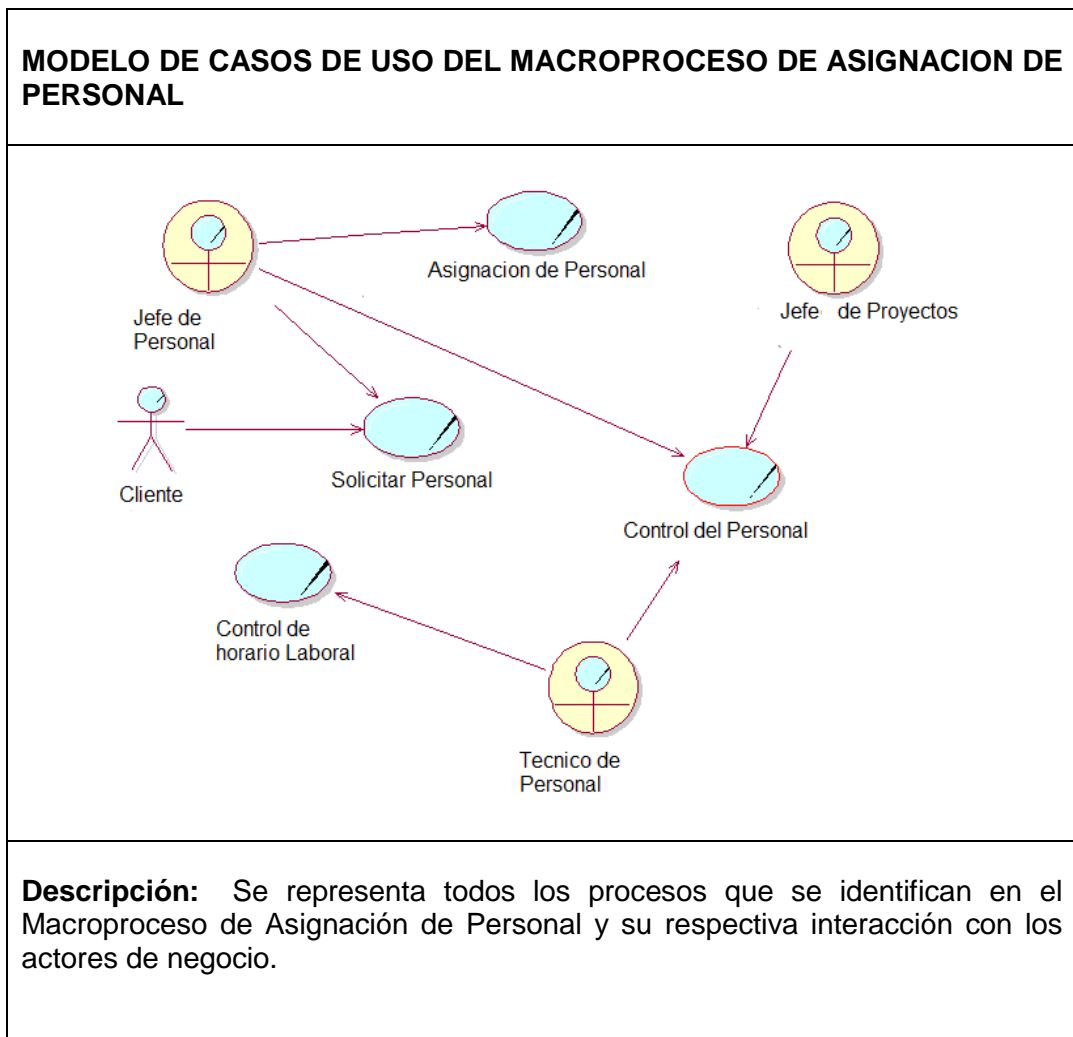 MODELO DE CASOS DE USO DEL MACROPROCESO DE ASIGNACION DE
PERSONAL
Asignacion de Personal
Jefe de Proyectos
Jefe de
Personal
Solicitar Personal
Cliente
Control del Personal
Control de
horario Laboral
Tecnico de
Personal
Descripción: Se representa todos los procesos que se identifican en el
Macroproceso de Asignación de Personal y su respectiva interacción con los
actores de negocio.